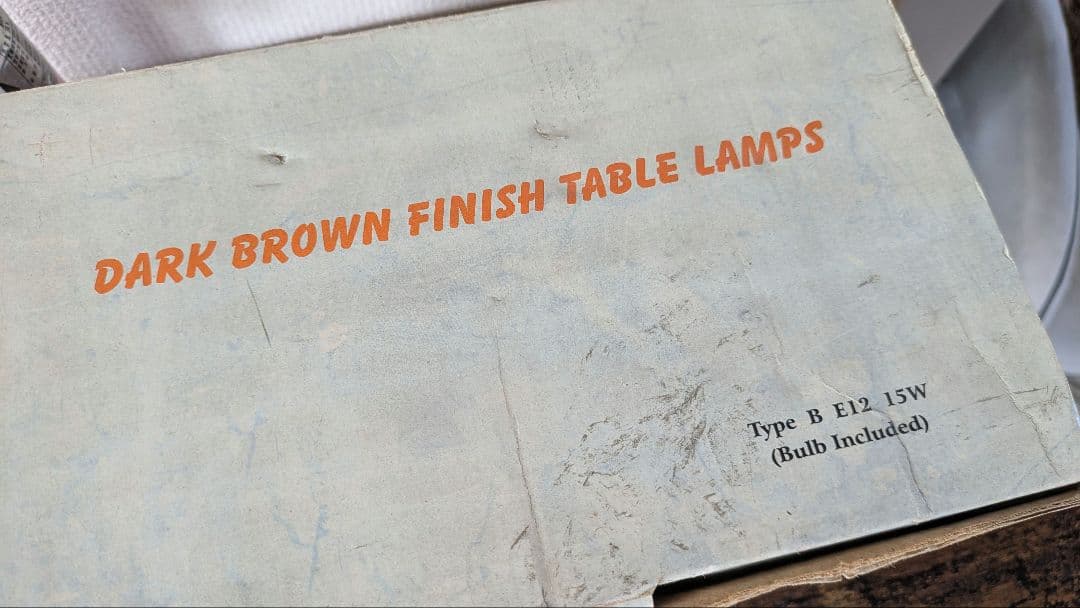 DARK BROWN FINISH TABLE LAMPS
Type B E12 15W
(Bulb Included)